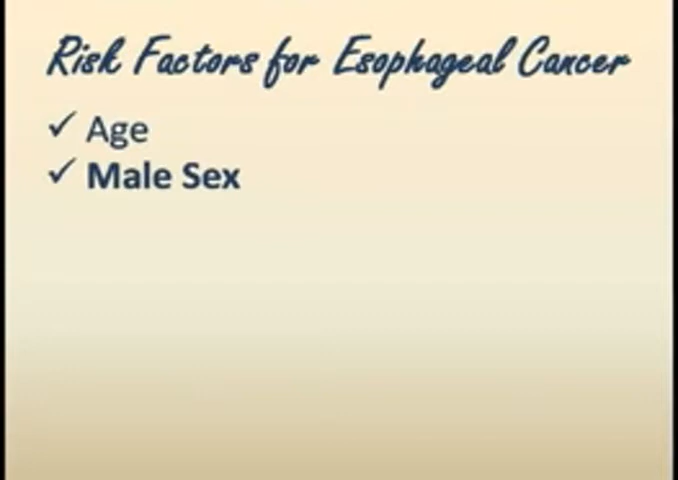 Risk Factors for Esophageal Cancer
✓ Age
✓ Male Sex